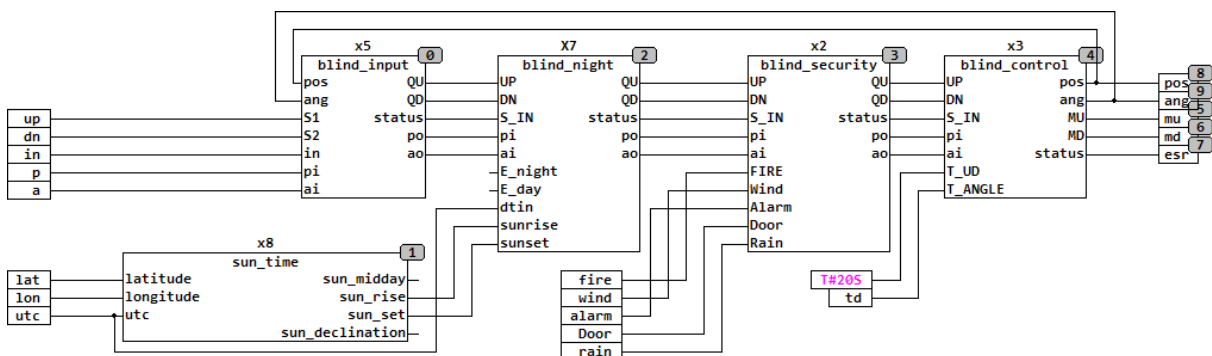 x5 X7 x2 x3
0 2 3 4
blind_input blind_night blind_security blind_control
pos QU UP QU UP QU UP pos 8 pos
ang QD DN QD DN QD DN ang 9 ang
up S1 status S_IN status S_IN status S_IN MU 5 mu
dn S2 po pi po pi po pi MD 6 md
in in ao ai ao ai ao ai status 7 esr
p pi E_night FIRE T_UD
a ai E_day Wind T_ANGLE
dtin Alarm
sunrise Door
x8 sunset Rain
sun_time 1
lat latitude sun_midday fire T#20S
lon longitude sun_rise wind td
utc utc sun_set alarm
sun_declination Door
rain